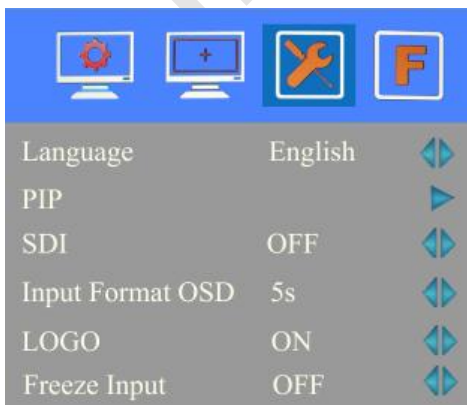 F
Language English
PIP
SDI OFF
Input Format OSD 5s
LOGO ON
Freeze Input OFF